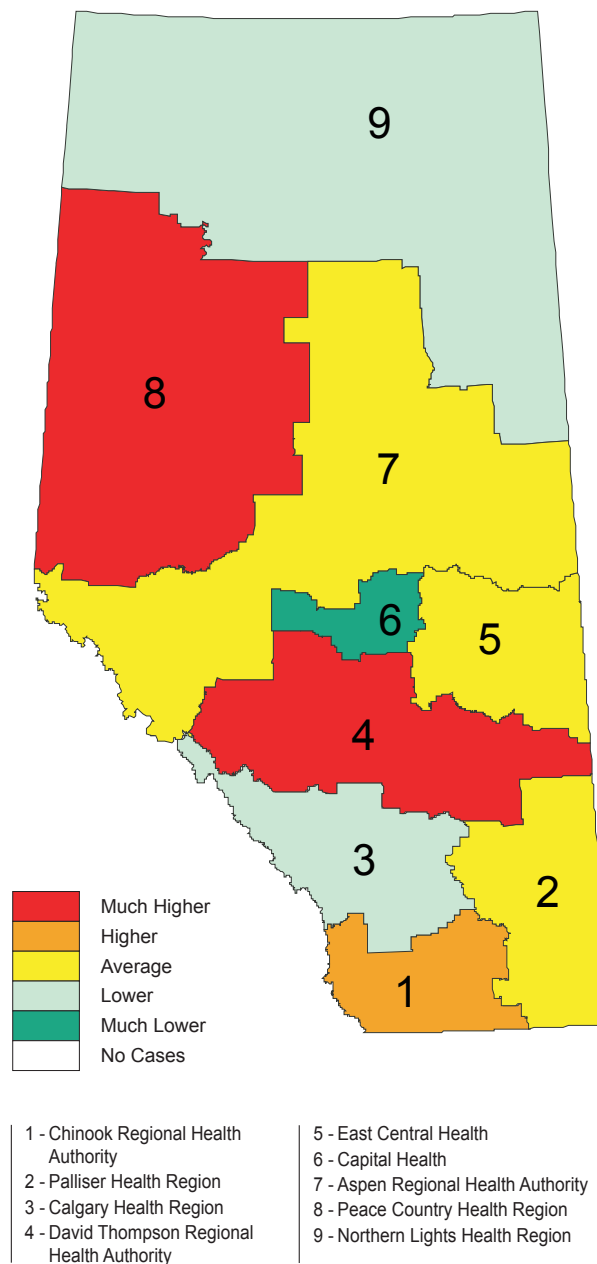 9
8
7
6
5
4
3
2
1
Much Higher
Higher
Average
Lower
Much Lower
No Cases
1 - Chinook Regional Health
Authority
2 - Palliser Health Region
3 - Calgary Health Region
4 - David Thompson Regional
Health Authority
5 - East Central Health
6 - Capital Health
7 - Aspen Regional Health Authority
8 - Peace Country Health Region
9 - Northern Lights Health Region